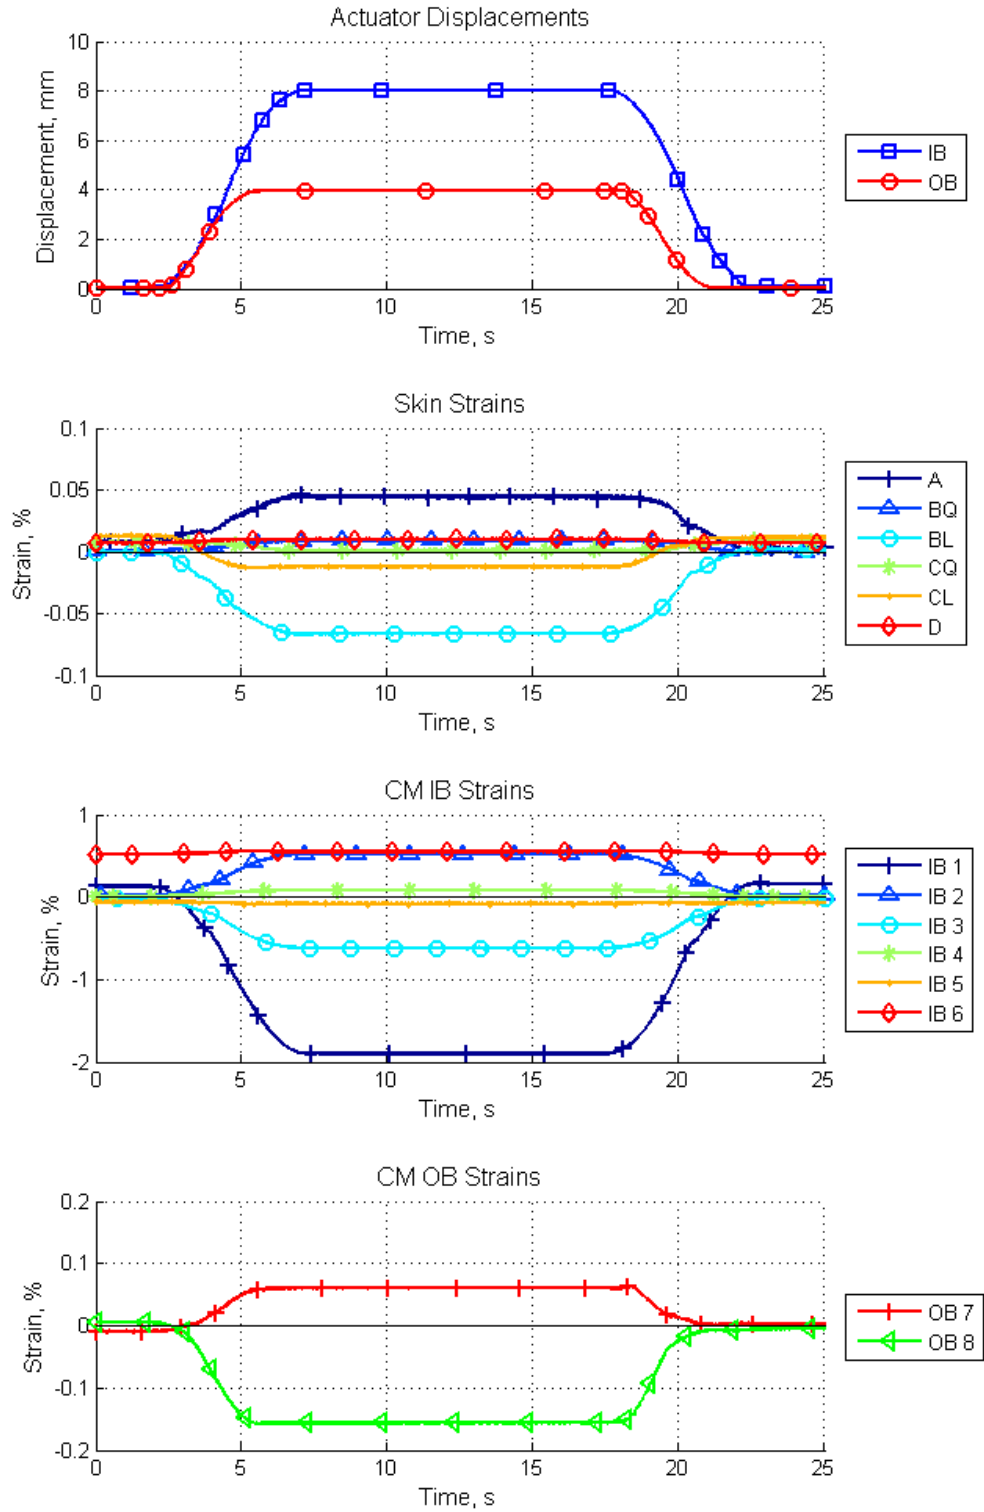 Actuator Displacements
10
8
6
4
2
0
Displacement, mm
0 5 10 15 20 25
Time, s
IB
OB
Skin Strains
0.1
0.05
0
-0.05
-0.1
Strain, %
0 5 10 15 20 25
Time, s
A
BQ
BL
CQ
CL
D
CM IB Strains
1
0
-1
-2
Strain, %
0 5 10 15 20 25
Time, s
IB 1
IB 2
IB 3
IB 4
IB 5
IB 6
CM OB Strains
0.2
0.1
0
-0.1
-0.2
Strain, %
0 5 10 15 20 25
Time, s
OB 7
OB 8